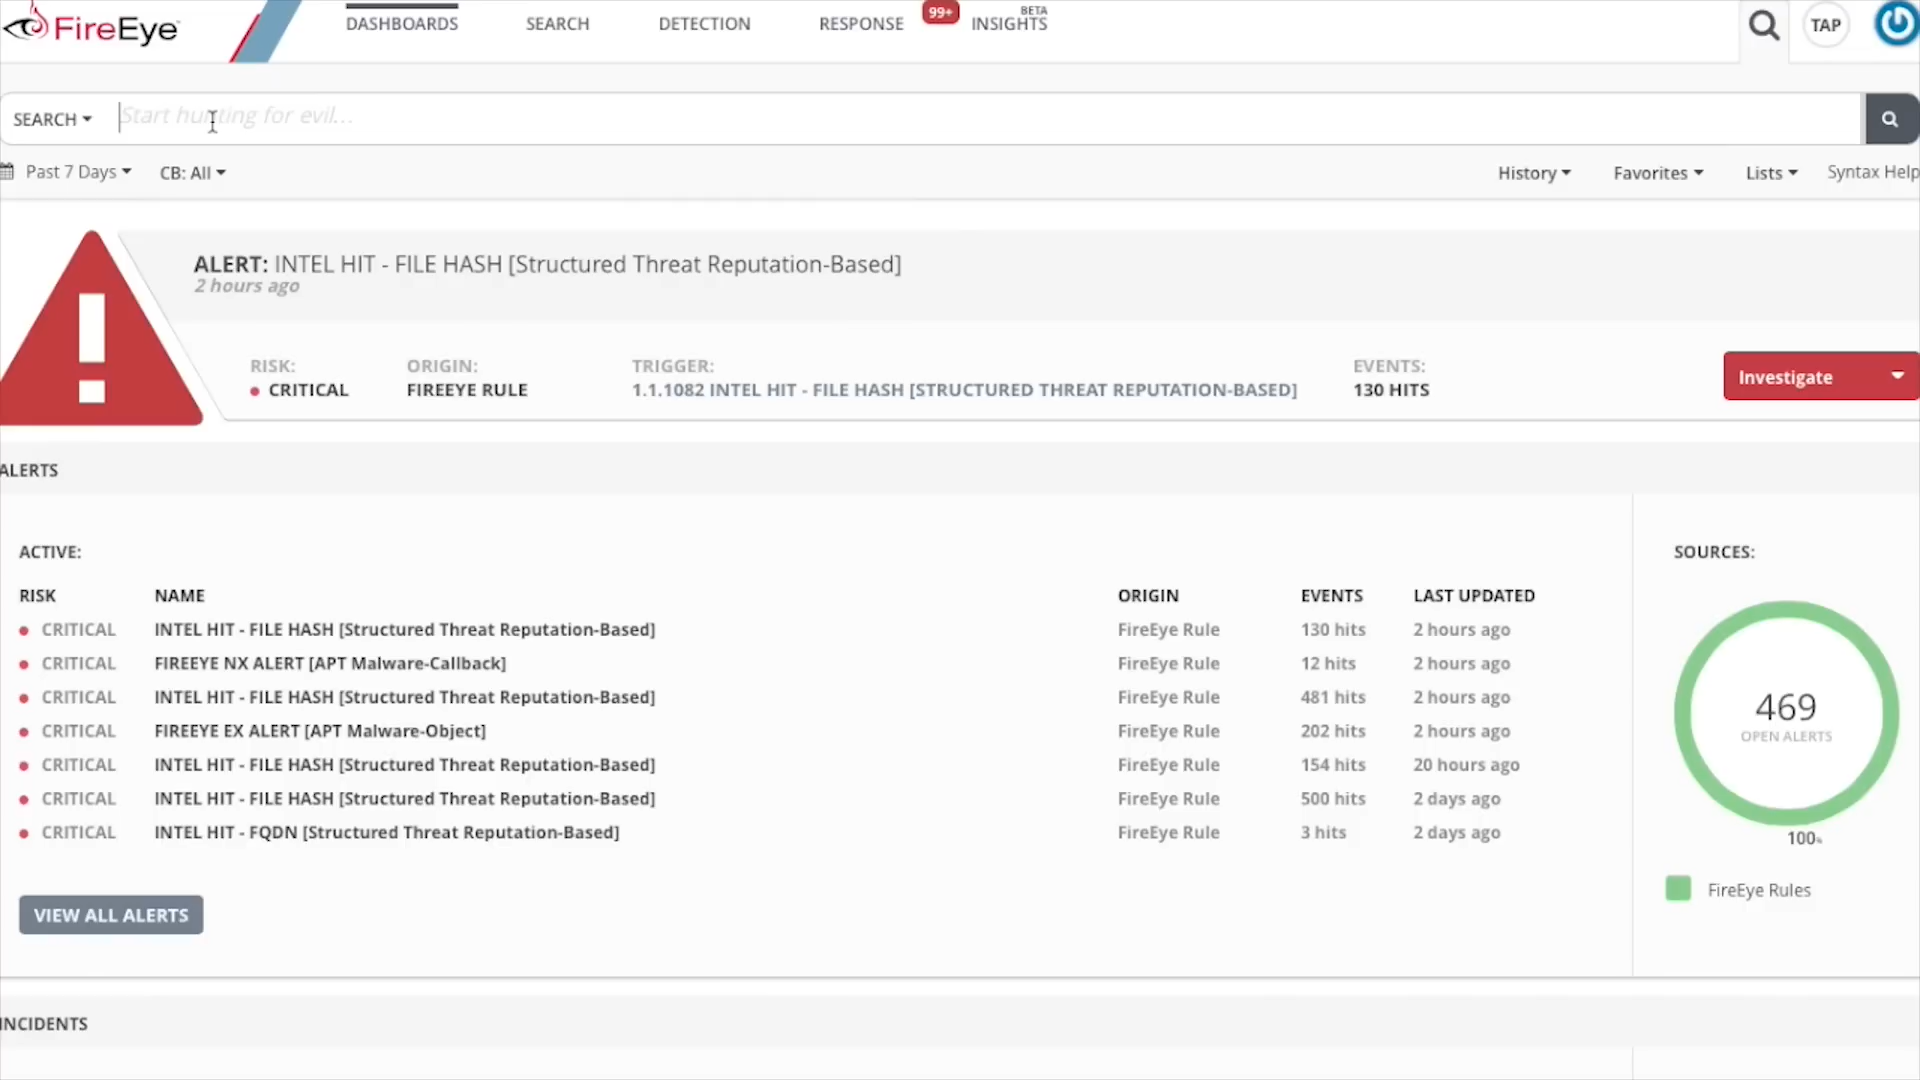 FireEye
DASHBOARDS
SEARCH
DETECTION
RESPONSE
99+
INSIGHTS
BETA
TAP
SEARCH
Start hunting for evil...
Past 7 Days
CB: All
History
Favorites
Lists
Syntax Help
ALERT: INTEL HIT - FILE HASH [Structured Threat Reputation-Based]
2 hours ago
RISK: ORIGIN: TRIGGER: EVENTS:
CRITICAL FIREEYE RULE 1.1.1082 INTEL HIT - FILE HASH [STRUCTURED THREAT REPUTATION-BASED] 130 HITS
Investigate
ALERTS
ACTIVE:
RISK NAME ORIGIN EVENTS LAST UPDATED
CRITICAL INTEL HIT - FILE HASH [Structured Threat Reputation-Based] FireEye Rule 130 hits 2 hours ago
CRITICAL FIREEYE NX ALERT [APT Malware-Callback] FireEye Rule 12 hits 2 hours ago
CRITICAL INTEL HIT - FILE HASH [Structured Threat Reputation-Based] FireEye Rule 481 hits 2 hours ago
CRITICAL FIREEYE EX ALERT [APT Malware-Object] FireEye Rule 202 hits 2 hours ago
CRITICAL INTEL HIT - FILE HASH [Structured Threat Reputation-Based] FireEye Rule 154 hits 20 hours ago
CRITICAL INTEL HIT - FILE HASH [Structured Threat Reputation-Based] FireEye Rule 500 hits 2 days ago
CRITICAL INTEL HIT - FQDN [Structured Threat Reputation-Based] FireEye Rule 3 hits 2 days ago
VIEW ALL ALERTS
SOURCES:
469
OPEN ALERTS
100%
FireEye Rules
INCIDENTS